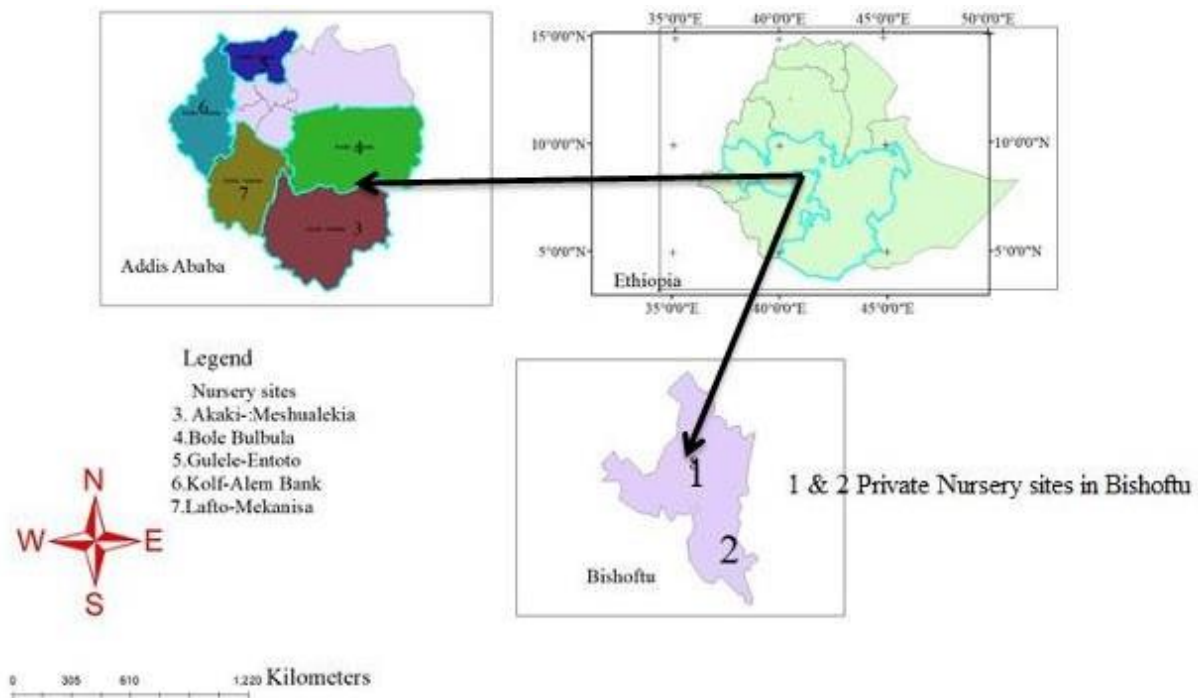 35°0'0"E 40°0'0"E 50°0'0"E
15°0'0"N
10°0'0"N 10°0'0"N
5°0'0"N 5°0'0"N
35°0'0"E 40°0'0"E 45°0'0"E
Ethiopia
5
6
4
7
3
Addis Ababa
Legend
Nursery sites
3. Akaki-:Meshualekia
4.Bole Bulbula
5.Gulele-Entoto
6.Kolf-Alem Bank
7.Lafto-Mekanisa
1
2
Bishoftu
1 & 2 Private Nursery sites in Bishoftu
N
W E
S
0 305 610 1,220 Kilometers